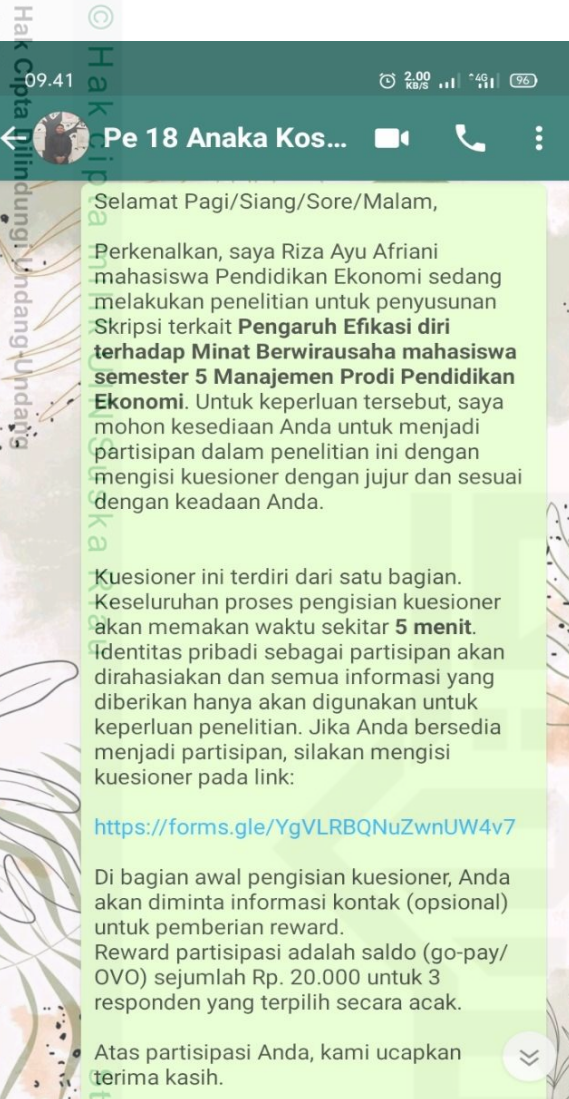 © Hak cipta milik UIN Suska Riau
Hak Cipta Dilindungi Undang-Undang
09.41
2.00 KB/S
4G
96
Pe 18 Anaka Kos...
Selamat Pagi/Siang/Sore/Malam,
Perkenalkan, saya Riza Ayu Afriani
mahasiswa Pendidikan Ekonomi sedang
melakukan penelitian untuk penyusunan
Skripsi terkait Pengaruh Efikasi diri
terhadap Minat Berwirausaha mahasiswa
semester 5 Manajemen Prodi Pendidikan
Ekonomi. Untuk keperluan tersebut, saya
mohon kesediaan Anda untuk menjadi
partisipan dalam penelitian ini dengan
mengisi kuesioner dengan jujur dan sesuai
dengan keadaan Anda.
Kuesioner ini terdiri dari satu bagian.
Keseluruhan proses pengisian kuesioner
akan memakan waktu sekitar 5 menit.
Identitas pribadi sebagai partisipan akan
dirahasiakan dan semua informasi yang
diberikan hanya akan digunakan untuk
keperluan penelitian. Jika Anda bersedia
menjadi partisipan, silakan mengisi
kuesioner pada link:
https://forms.gle/YgVLRBQNuZwnUW4v7
Di bagian awal pengisian kuesioner, Anda
akan diminta informasi kontak (opsional)
untuk pemberian reward.
Reward partisipasi adalah saldo (go-pay/
OVO) sejumlah Rp. 20.000 untuk 3
responden yang terpilih secara acak.
Atas partisipasi Anda, kami ucapkan
terima kasih.